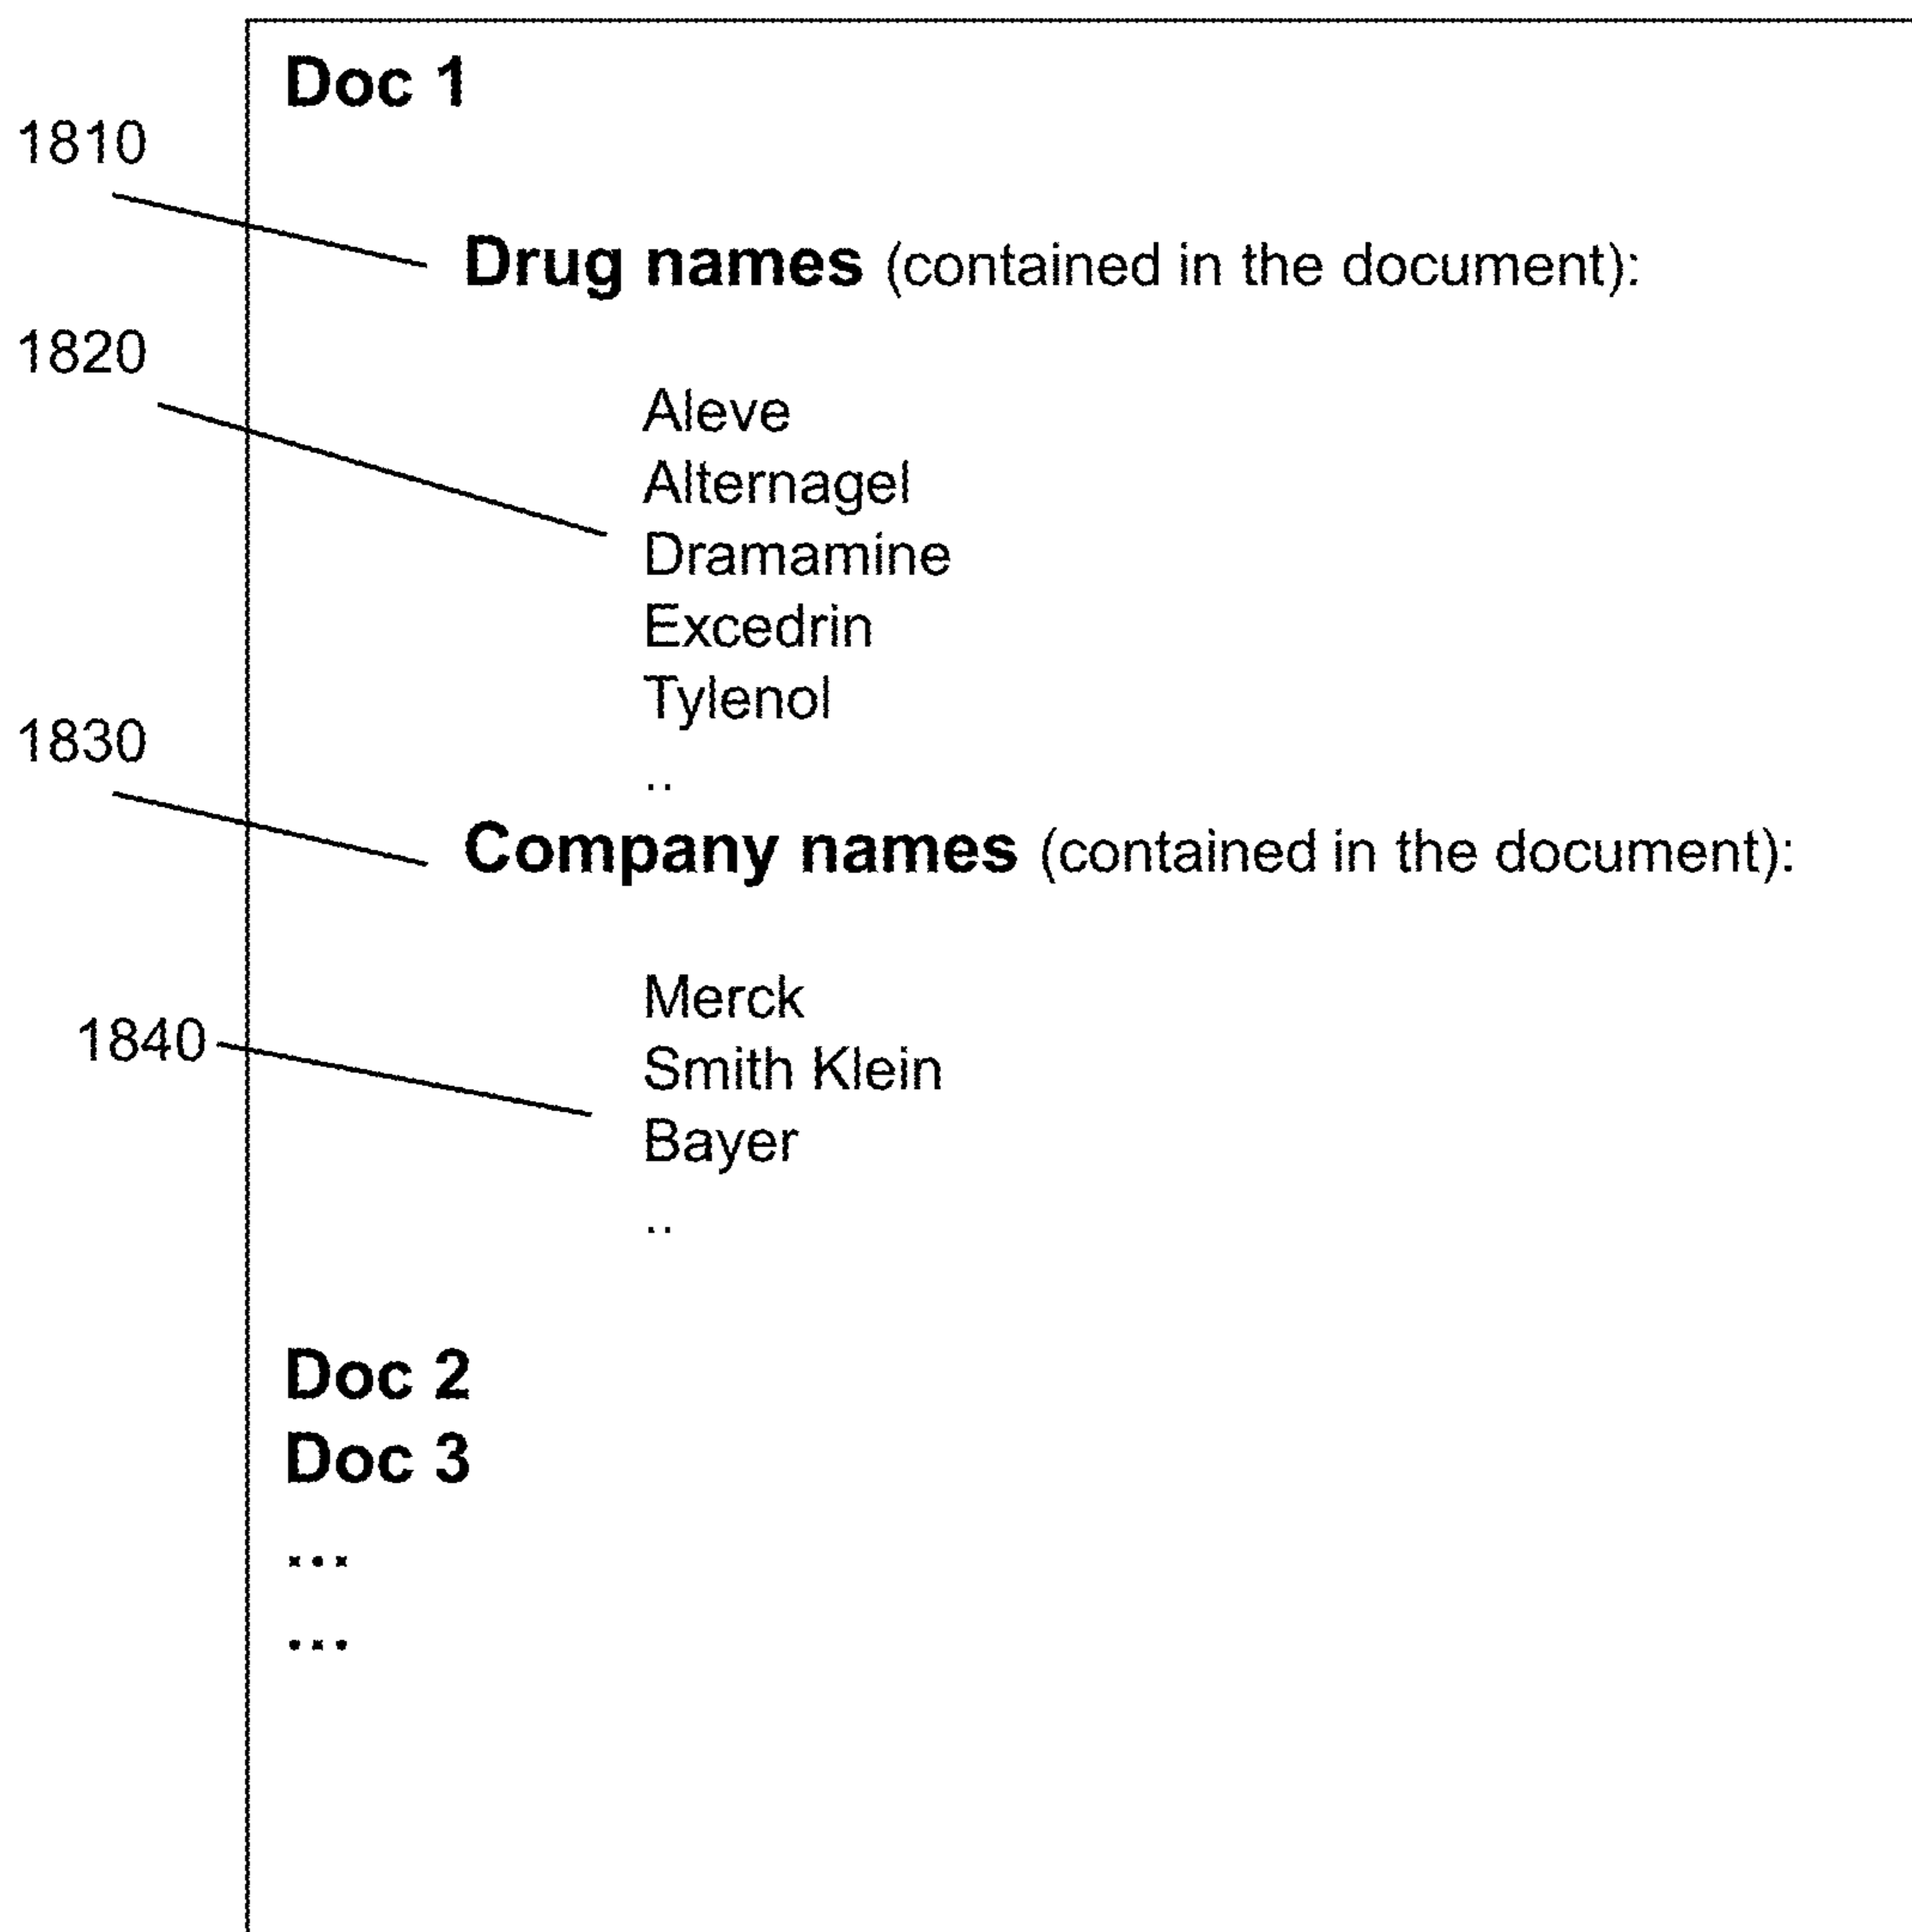 Doc 1
1810
Drug names (contained in the document):
1820
Aleve
Alternagel
Dramamine
Excedrin
Tylenol
1830
..
Company names (contained in the document):
Merck
1840
Smith Klein
Bayer
..
Doc 2
Doc 3
...
...